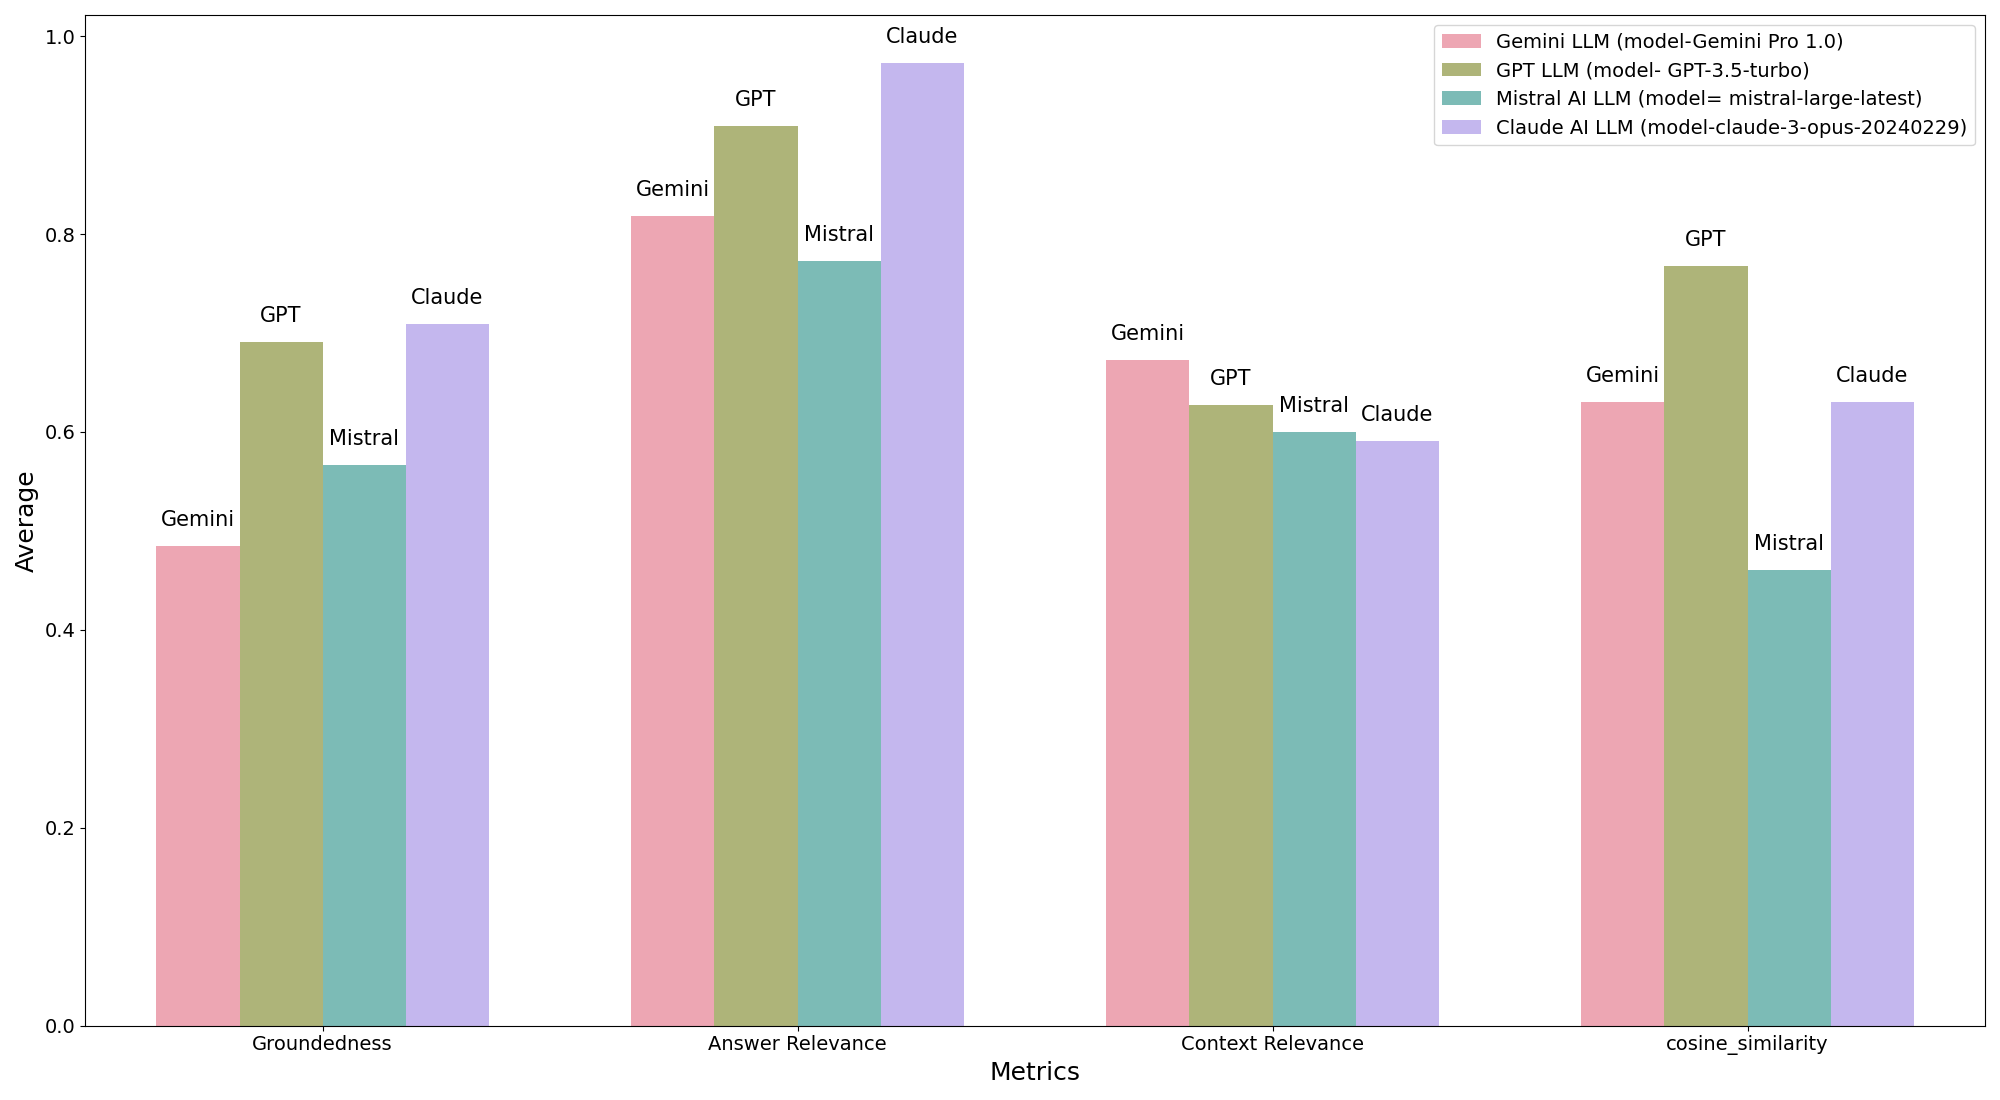 Claude
Gemini LLM (model-Gemini Pro 1.0)
GPT LLM (model- GPT-3.5-turbo)
Mistral AI LLM (model= mistral-large-latest)
Claude AI LLM (model-claude-3-opus-20240229)
GPT
Gemini
Mistral
GPT
Claude
GPT
Mistral
Gemini
Gemini
GPT
Mistral
Claude
Gemini
Claude
Mistral
1.0
0.8
0.6
0.4
0.2
0.0
Average
Groundedness
Answer Relevance
Context Relevance
cosine_similarity
Metrics